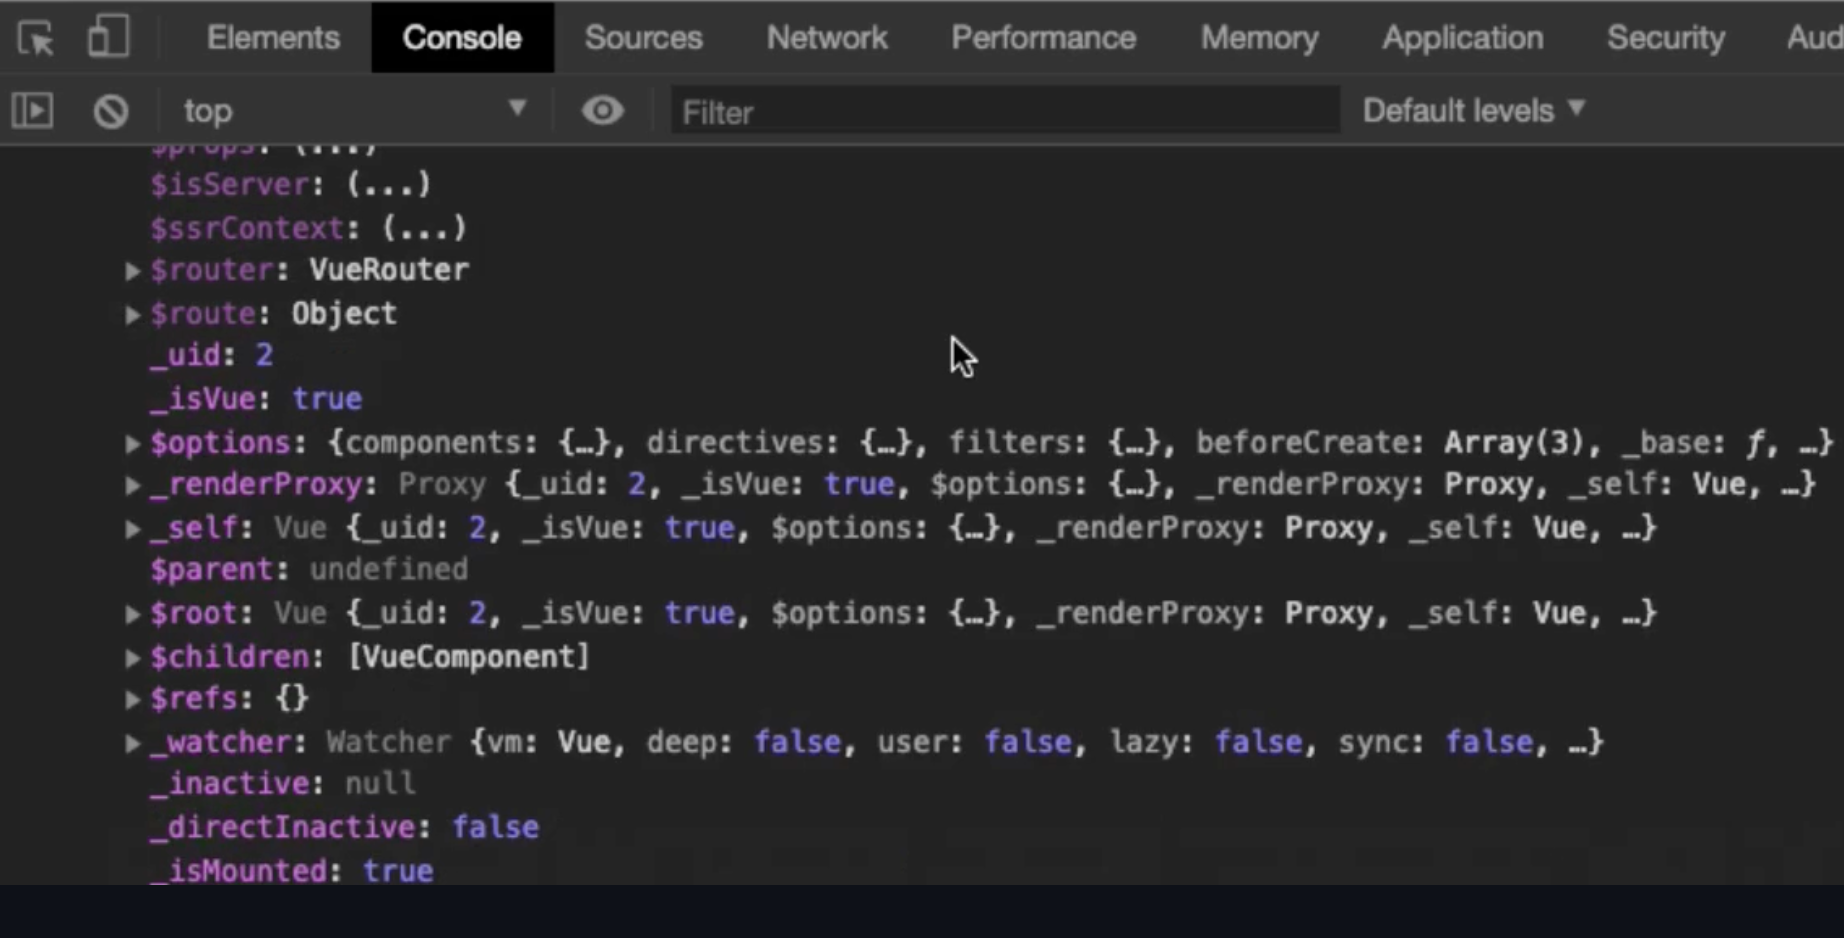 Elements Console Sources Network Performance Memory Application Security Aud
top Filter Default levels
$props: (...)
$isServer: (...)
$ssrContext: (...)
$router: VueRouter
$route: Object
_uid: 2
_isVue: true
$options: {components: {…}, directives: {…}, filters: {…}, beforeCreate: Array(3), _base: ƒ, …}
_renderProxy: Proxy {_uid: 2, _isVue: true, $options: {…}, _renderProxy: Proxy, _self: Vue, …}
_self: Vue {_uid: 2, _isVue: true, $options: {…}, _renderProxy: Proxy, _self: Vue, …}
$parent: undefined
$root: Vue {_uid: 2, _isVue: true, $options: {…}, _renderProxy: Proxy, _self: Vue, …}
$children: [VueComponent]
$refs: {}
_watcher: Watcher {vm: Vue, deep: false, user: false, lazy: false, sync: false, …}
_inactive: null
_directInactive: false
_isMounted: true